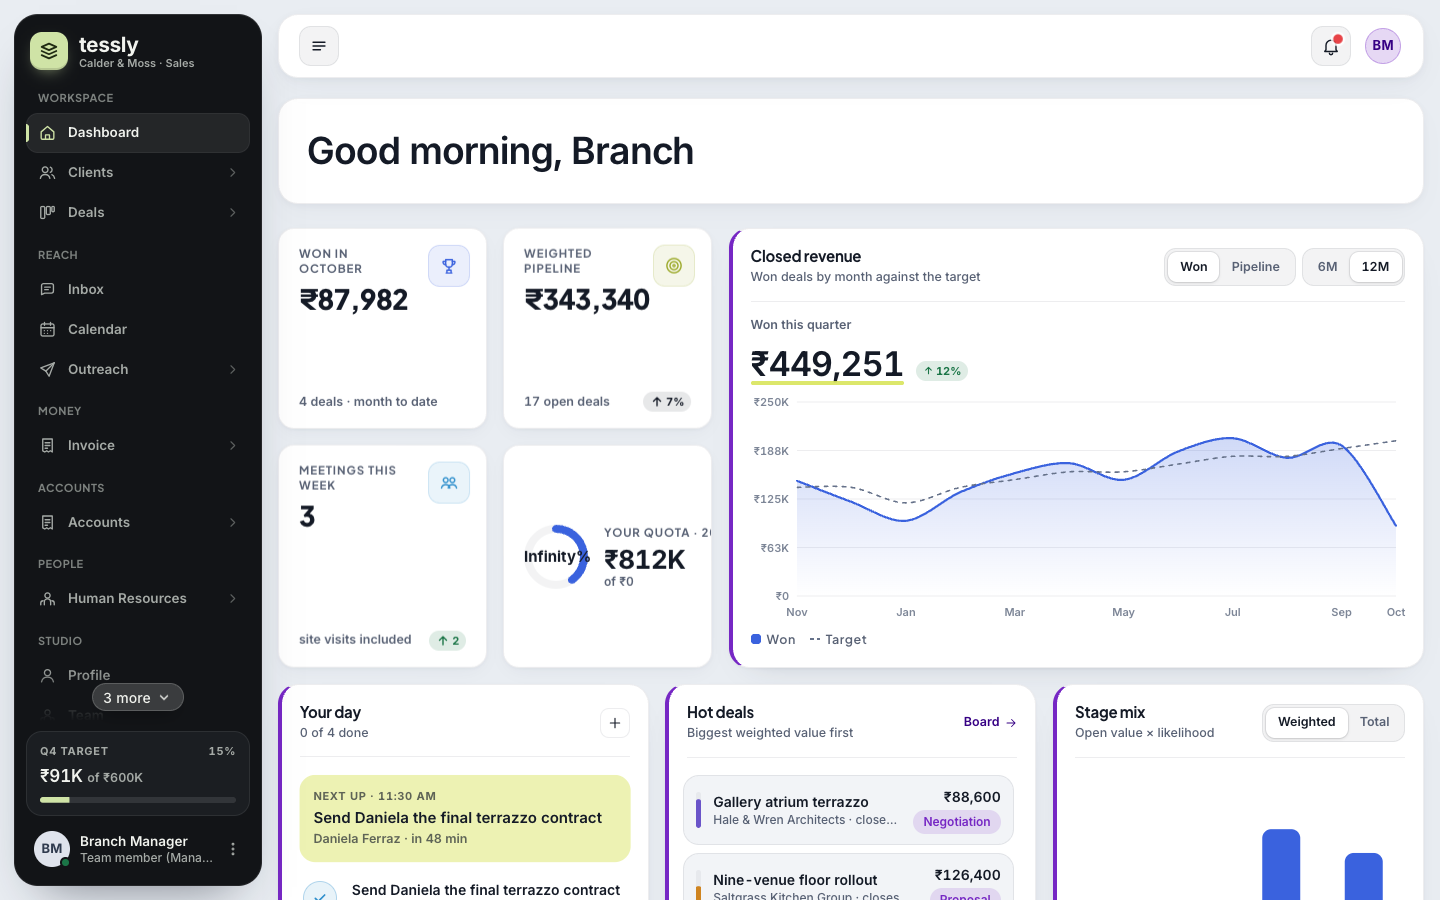 tessly
Calder & Moss · Sales
WORKSPACE
Dashboard
Clients
Deals
REACH
Inbox
Calendar
Outreach
MONEY
Invoice
ACCOUNTS
Accounts
PEOPLE
Human Resources
STUDIO
Profile
3 more
Team
Q4 TARGET 15%
₹91K of ₹600K
BM
Branch Manager
Team member (Mana...
BM
Good morning, Branch
WON IN
OCTOBER
₹87,982
4 deals · month to date
WEIGHTED
PIPELINE
₹343,340
17 open deals
↑ 7%
MEETINGS THIS
WEEK
3
site visits included
↑ 2
Infinity%
YOUR QUOTA · 20
₹812K
of ₹0
Closed revenue
Won deals by month against the target
Won Pipeline
6M 12M
Won this quarter
₹449,251
↑ 12%
₹250K
₹188K
₹125K
₹63K
₹0
Nov Jan Mar May Jul Sep Oct
Won -- Target
Your day
0 of 4 done
NEXT UP · 11:30 AM
Send Daniela the final terrazzo contract
Daniela Ferraz · in 48 min
Send Daniela the final terrazzo contract
Hot deals
Biggest weighted value first
Board →
Gallery atrium terrazzo
₹88,600
Hale & Wren Architects · close...
Negotiation
Nine-venue floor rollout
₹126,400
Saltgrass Kitchen Group · closes
Proposal
Stage mix
Open value × likelihood
Weighted Total